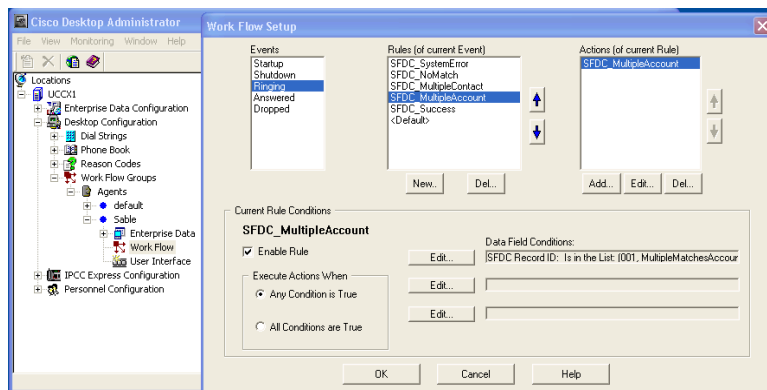 Cisco Desktop Administrator
File View Monitoring Window Help
Locations
UCCX1
Enterprise Data Configuration
Desktop Configuration
Dial Strings
Phone Book
Reason Codes
Work Flow Groups
Agents
default
Sable
Enterprise Data
Work Flow
User Interface
IPCC Express Configuration
Personnel Configuration
Work Flow Setup
Events
Startup
Shutdown
Ringing
Answered
Dropped
Rules (of current Event)
SFDC_SystemError
SFDC_NoMatch
SFDC_MultipleContact
SFDC_MultipleAccount
SFDC_Success
<Default>
New..
Del...
Actions (of current Rule)
SFDC_MultipleAccount
Add...
Edit...
Del...
Current Rule Conditions
SFDC_MultipleAccount
Enable Rule
Execute Actions When
Any Condition is True
All Conditions are True
Data Field Conditions:
Edit...
SFDC Record ID: Is in the List: (001, MultipleMatchesAccour
Edit...
Edit...
OK
Cancel
Help